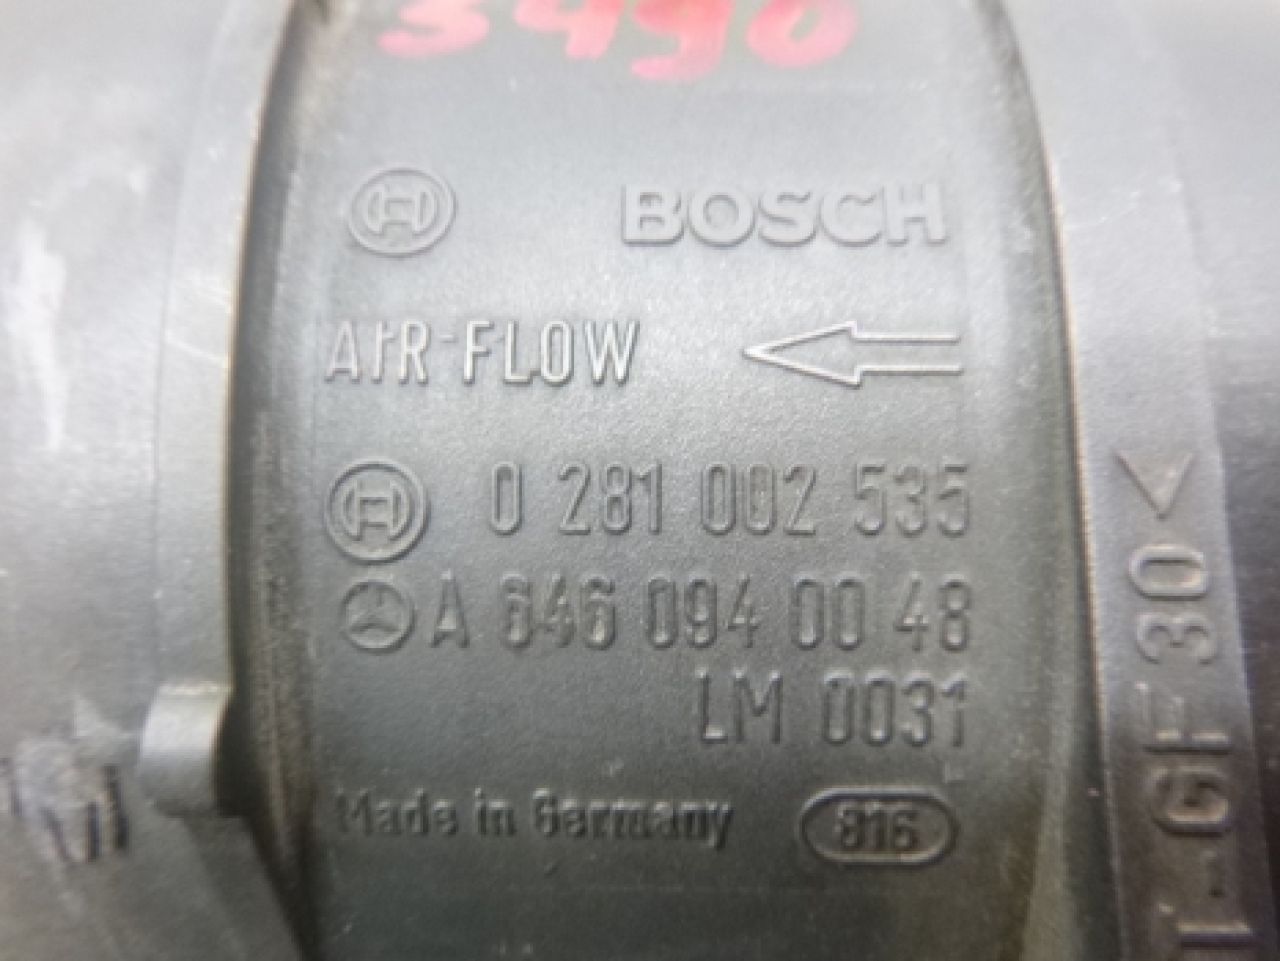 3490
BOSCH
AIR-FLOW
0 281 002 535
A 646 094 00 48
LM 0031
Made in Germany 816
GF 30<